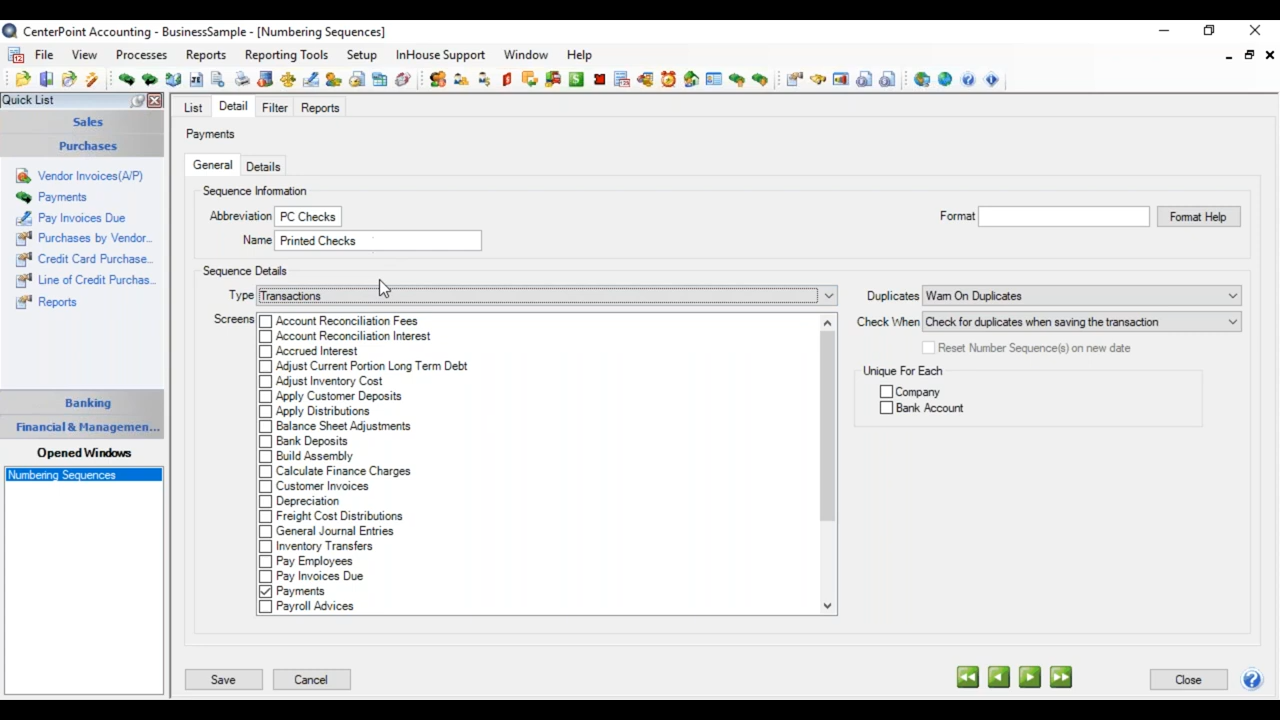 CenterPoint Accounting - BusinessSample - [Numbering Sequences]
File View Processes Reports Reporting Tools Setup InHouse Support Window Help
Quick List
Sales
Purchases
Vendor Invoices(A/P)
Payments
Pay Invoices Due
Purchases by Vendor...
Credit Card Purchase...
Line of Credit Purchas...
Reports
Banking
Financial & Managemen...
Opened Windows
Numbering Sequences
List Detail Filter Reports
Payments
General Details
Sequence Information
Abbreviation PC Checks
Format
Format Help
Name Printed Checks
Sequence Details
Type Transactions
Screens
Account Reconciliation Fees
Account Reconciliation Interest
Accrued Interest
Adjust Current Portion Long Term Debt
Adjust Inventory Cost
Apply Customer Deposits
Apply Distributions
Balance Sheet Adjustments
Bank Deposits
Build Assembly
Calculate Finance Charges
Customer Invoices
Depreciation
Freight Cost Distributions
General Journal Entries
Inventory Transfers
Pay Employees
Pay Invoices Due
Payments
Payroll Advices
Duplicates Warn On Duplicates
Check When Check for duplicates when saving the transaction
Reset Number Sequence(s) on new date
Unique For Each
Company
Bank Account
Save Cancel
Close